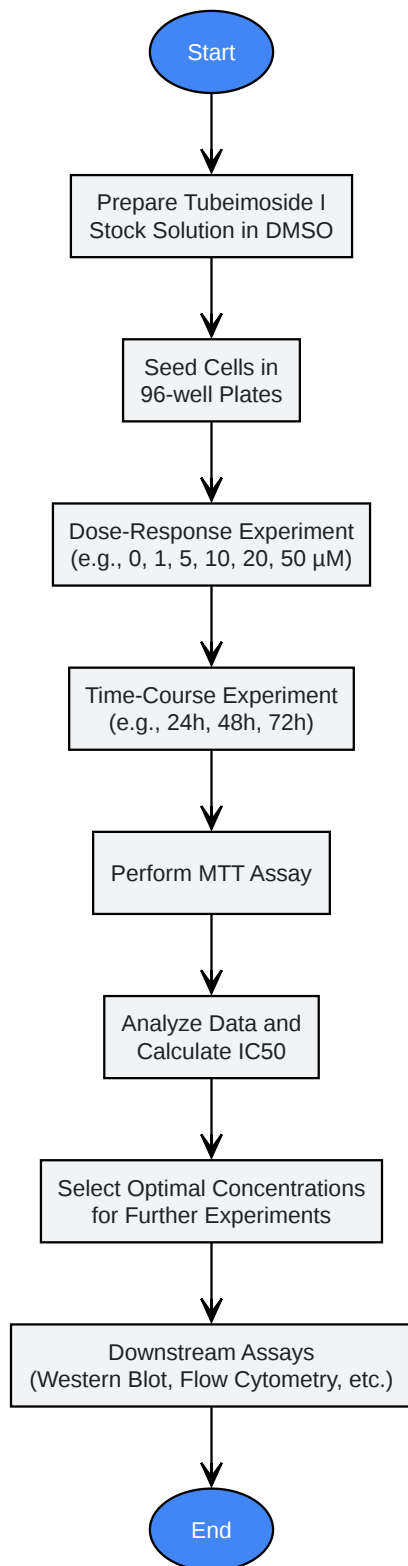 Start
Prepare Tubeimoside I
Stock Solution in DMSO
Seed Cells in
96-well Plates
Dose-Response Experiment
(e.g., 0, 1, 5, 10, 20, 50 µM)
Time-Course Experiment
(e.g., 24h, 48h, 72h)
Perform MTT Assay
Analyze Data and
Calculate IC50
Select Optimal Concentrations
for Further Experiments
Downstream Assays
(Western Blot, Flow Cytometry, etc.)
End